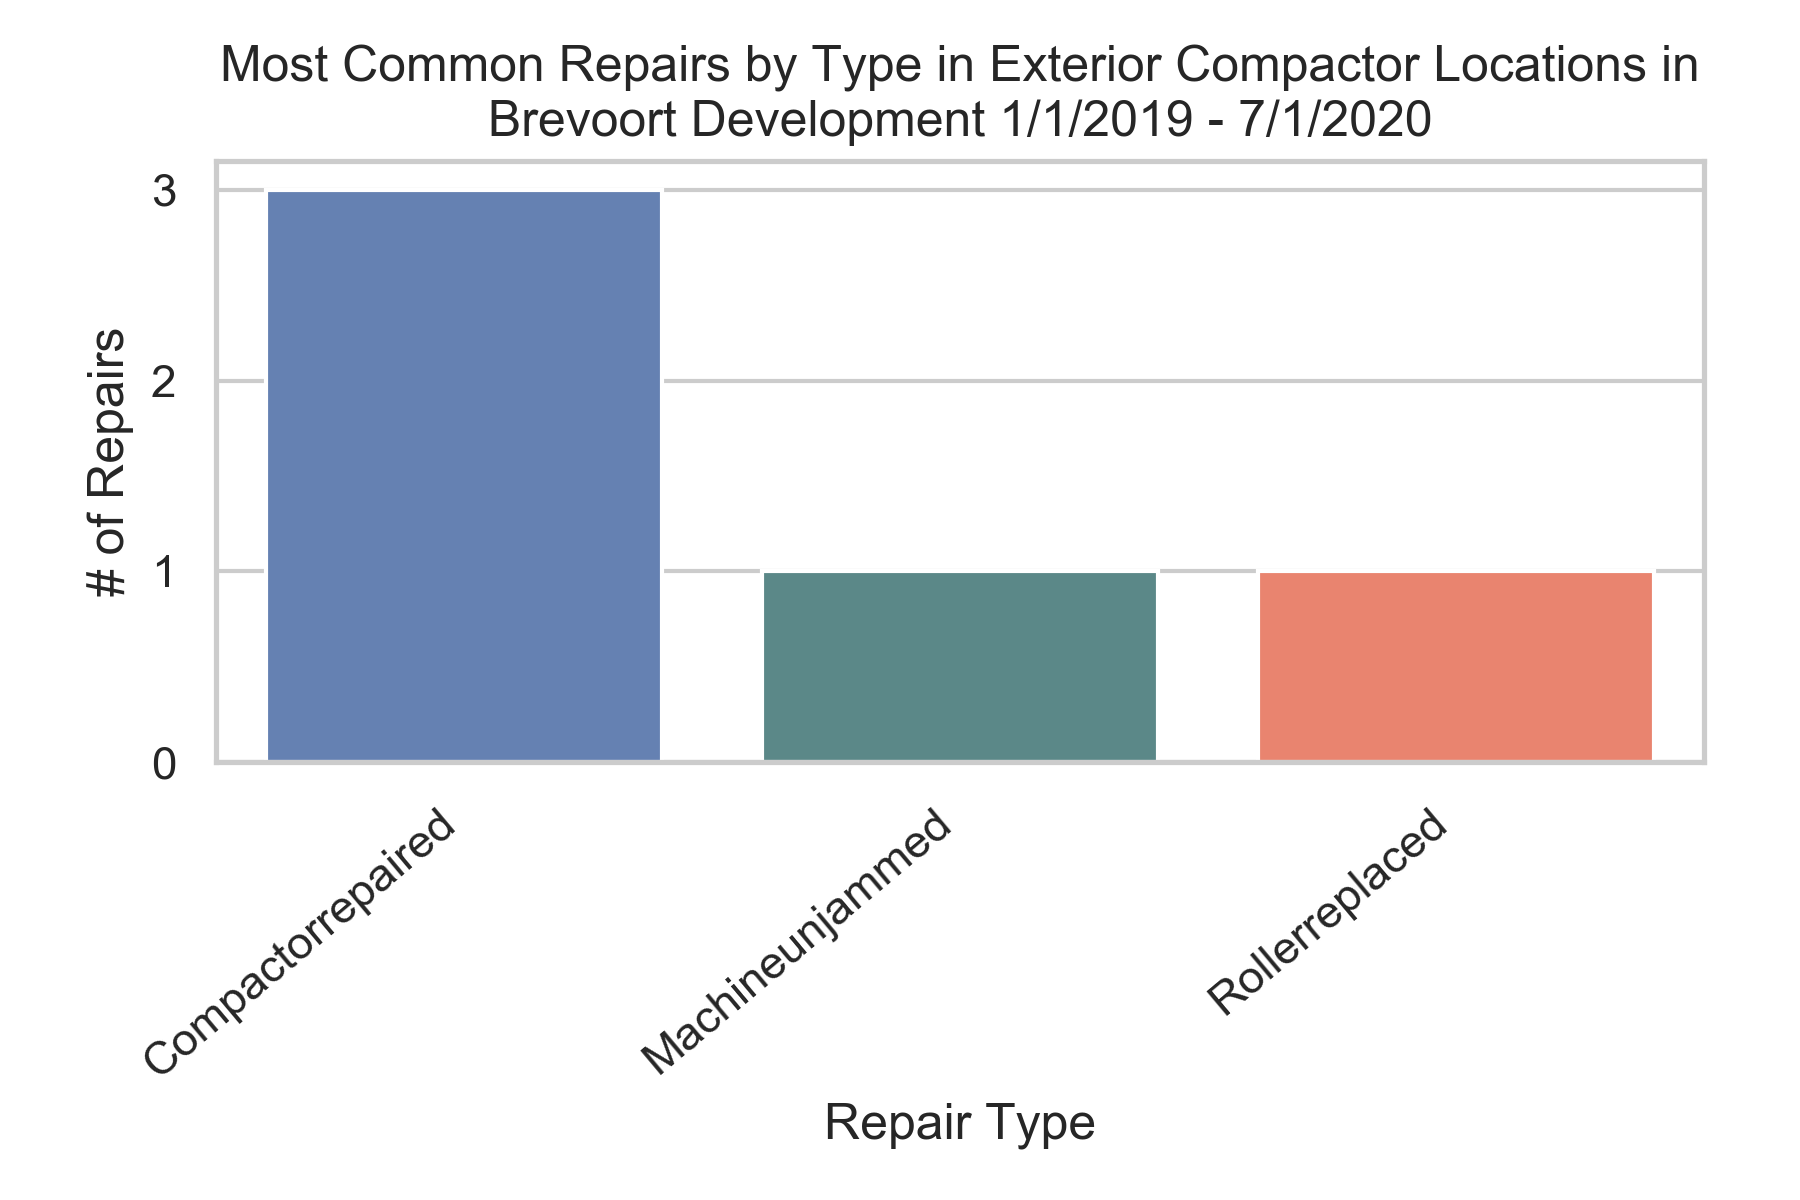 Most Common Repairs by Type in Exterior Compactor Locations in
Brevoort Development 1/1/2019 - 7/1/2020
# of Repairs
3
2
1
0
Compactorrepaired
Machineunjammed
Rollerreplaced
Repair Type